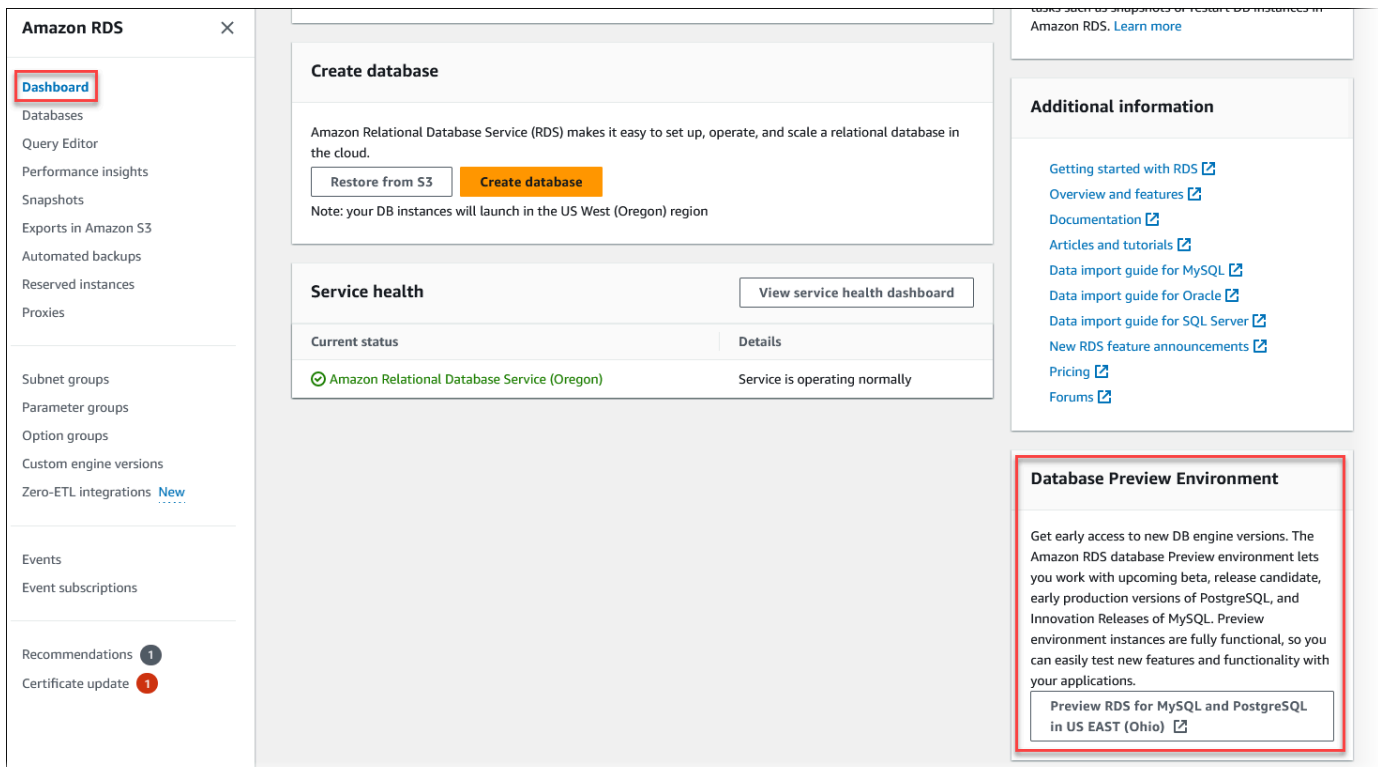 Amazon RDS
Dashboard
Databases
Query Editor
Performance insights
Snapshots
Exports in Amazon S3
Automated backups
Reserved instances
Proxies
Subnet groups
Parameter groups
Option groups
Custom engine versions
Zero-ETL integrations New
Events
Event subscriptions
Recommendations 1
Certificate update 1
Create database
Amazon Relational Database Service (RDS) makes it easy to set up, operate, and scale a relational database in
the cloud.
Restore from S3 Create database
Note: your DB instances will launch in the US West (Oregon) region
Service health View service health dashboard
Current status Details
Amazon Relational Database Service (Oregon) Service is operating normally
tasks such as snapshots or restart DB instances in
Amazon RDS. Learn more
Additional information
Getting started with RDS
Overview and features
Documentation
Articles and tutorials
Data import guide for MySQL
Data import guide for Oracle
Data import guide for SQL Server
New RDS feature announcements
Pricing
Forums
Database Preview Environment
Get early access to new DB engine versions. The
Amazon RDS database Preview environment lets
you work with upcoming beta, release candidate,
early production versions of PostgreSQL, and
Innovation Releases of MySQL. Preview
environment instances are fully functional, so you
can easily test new features and functionality with
your applications.
Preview RDS for MySQL and PostgreSQL
in US EAST (Ohio)